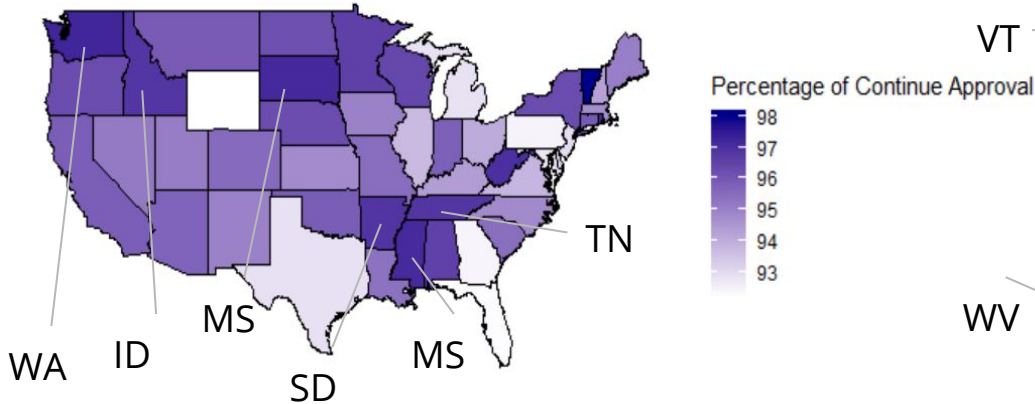 VT
Percentage of Continue Approval
98
97
96
95
94
93
TN
MS
WV
WA
ID
SD
MS